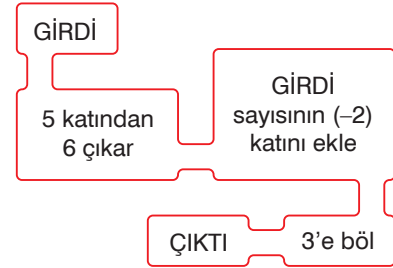 GİRDİ
5 katından
6 çıkar
GİRDİ
sayısının (–2)
katını ekle
3’e böl
ÇIKTI